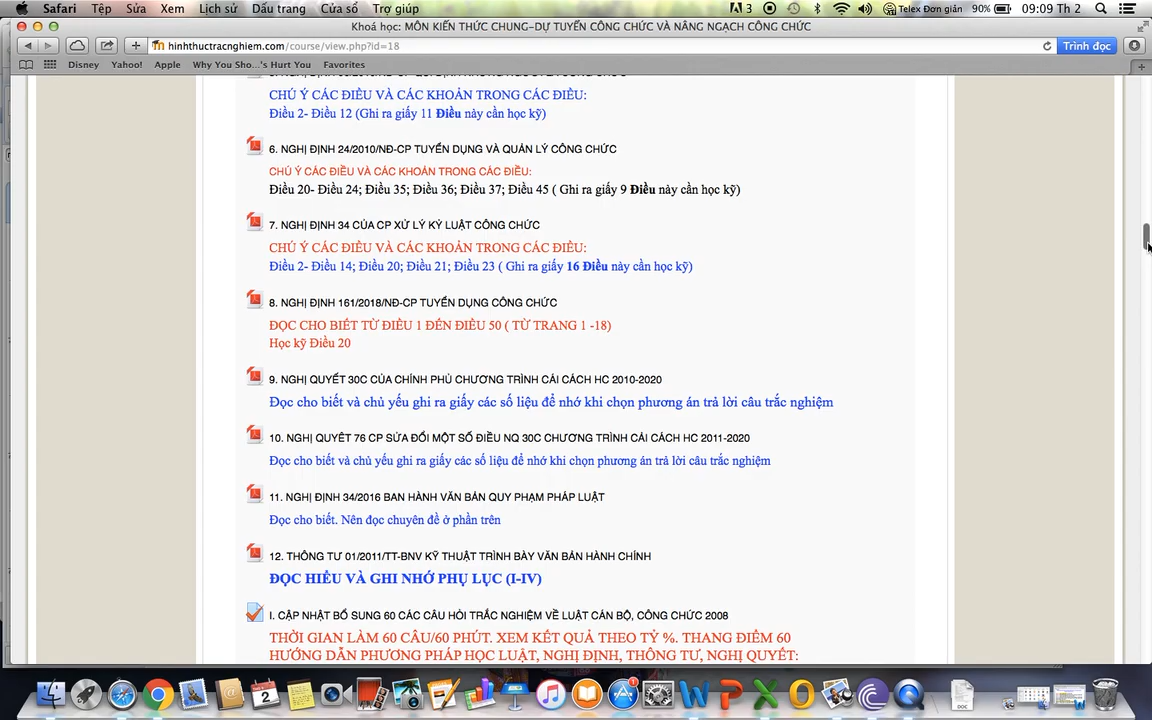 Safari Tệp Sửa Xem Lịch sử Dấu trang Cửa sổ Trợ giúp 3 Telex Đơn giản 90% 09:09 Th 2
Khoá học: MÔN KIẾN THỨC CHUNG-DỰ TUYỂN CÔNG CHỨC VÀ NÂNG NGẠCH CÔNG CHỨC
hinhthuctracnghiem.com/course/view.php?id=18 Trình đọc
Disney Yahoo! Apple Why You Sho...'s Hurt You Favorites
CHÚ Ý CÁC ĐIỀU VÀ CÁC KHOẢN TRONG CÁC ĐIỀU:
Điều 2- Điều 12 (Ghi ra giấy 11 Điều này cần học kỹ)
6. NGHỊ ĐỊNH 24/2010/NĐ-CP TUYỂN DỤNG VÀ QUẢN LÝ CÔNG CHỨC
CHÚ Ý CÁC ĐIỀU VÀ CÁC KHOẢN TRONG CÁC ĐIỀU:
Điều 20- Điều 24; Điều 35; Điều 36; Điều 37; Điều 45 ( Ghi ra giấy 9 Điều này cần học kỹ)
7. NGHỊ ĐỊNH 34 CỦA CP XỬ LÝ KỶ LUẬT CÔNG CHỨC
CHÚ Ý CÁC ĐIỀU VÀ CÁC KHOẢN TRONG CÁC ĐIỀU:
Điều 2- Điều 14; Điều 20; Điều 21; Điều 23 ( Ghi ra giấy 16 Điều này cần học kỹ)
8. NGHỊ ĐỊNH 161/2018/NĐ-CP TUYỂN DỤNG CÔNG CHỨC
ĐỌC CHO BIẾT TỪ ĐIỀU 1 ĐẾN ĐIỀU 50 ( TỪ TRANG 1 -18)
Học kỹ Điều 20
9. NGHỊ QUYẾT 30C CỦA CHÍNH PHỦ CHƯƠNG TRÌNH CẢI CÁCH HC 2010-2020
Đọc cho biết và chủ yếu ghi ra giấy các số liệu để nhớ khi chọn phương án trả lời câu trắc nghiệm
10. NGHỊ QUYẾT 76 CP SỬA ĐỔI MỘT SỐ ĐIỀU NQ 30C CHƯƠNG TRÌNH CẢI CÁCH HC 2011-2020
Đọc cho biết và chủ yếu ghi ra giấy các số liệu để nhớ khi chọn phương án trả lời câu trắc nghiệm
11. NGHỊ ĐỊNH 34/2016 BAN HÀNH VĂN BẢN QUY PHẠM PHÁP LUẬT
Đọc cho biết. Nên đọc chuyên đề ở phần trên
12. THÔNG TƯ 01/2011/TT-BNV KỸ THUẬT TRÌNH BÀY VĂN BẢN HÀNH CHÍNH
ĐỌC HIỂU VÀ GHI NHỚ PHỤ LỤC (I-IV)
I. CẬP NHẬT BỔ SUNG 60 CÁC CÂU HỎI TRẮC NGHIỆM VỀ LUẬT CÁN BỘ, CÔNG CHỨC 2008
THỜI GIAN LÀM 60 CÂU/60 PHÚT. XEM KẾT QUẢ THEO TỶ %. THANG ĐIỂM 60
HƯỚNG DẪN PHƯƠNG PHÁP HỌC LUẬT, NGHỊ ĐỊNH, THÔNG TƯ, NGHỊ QUYẾT: